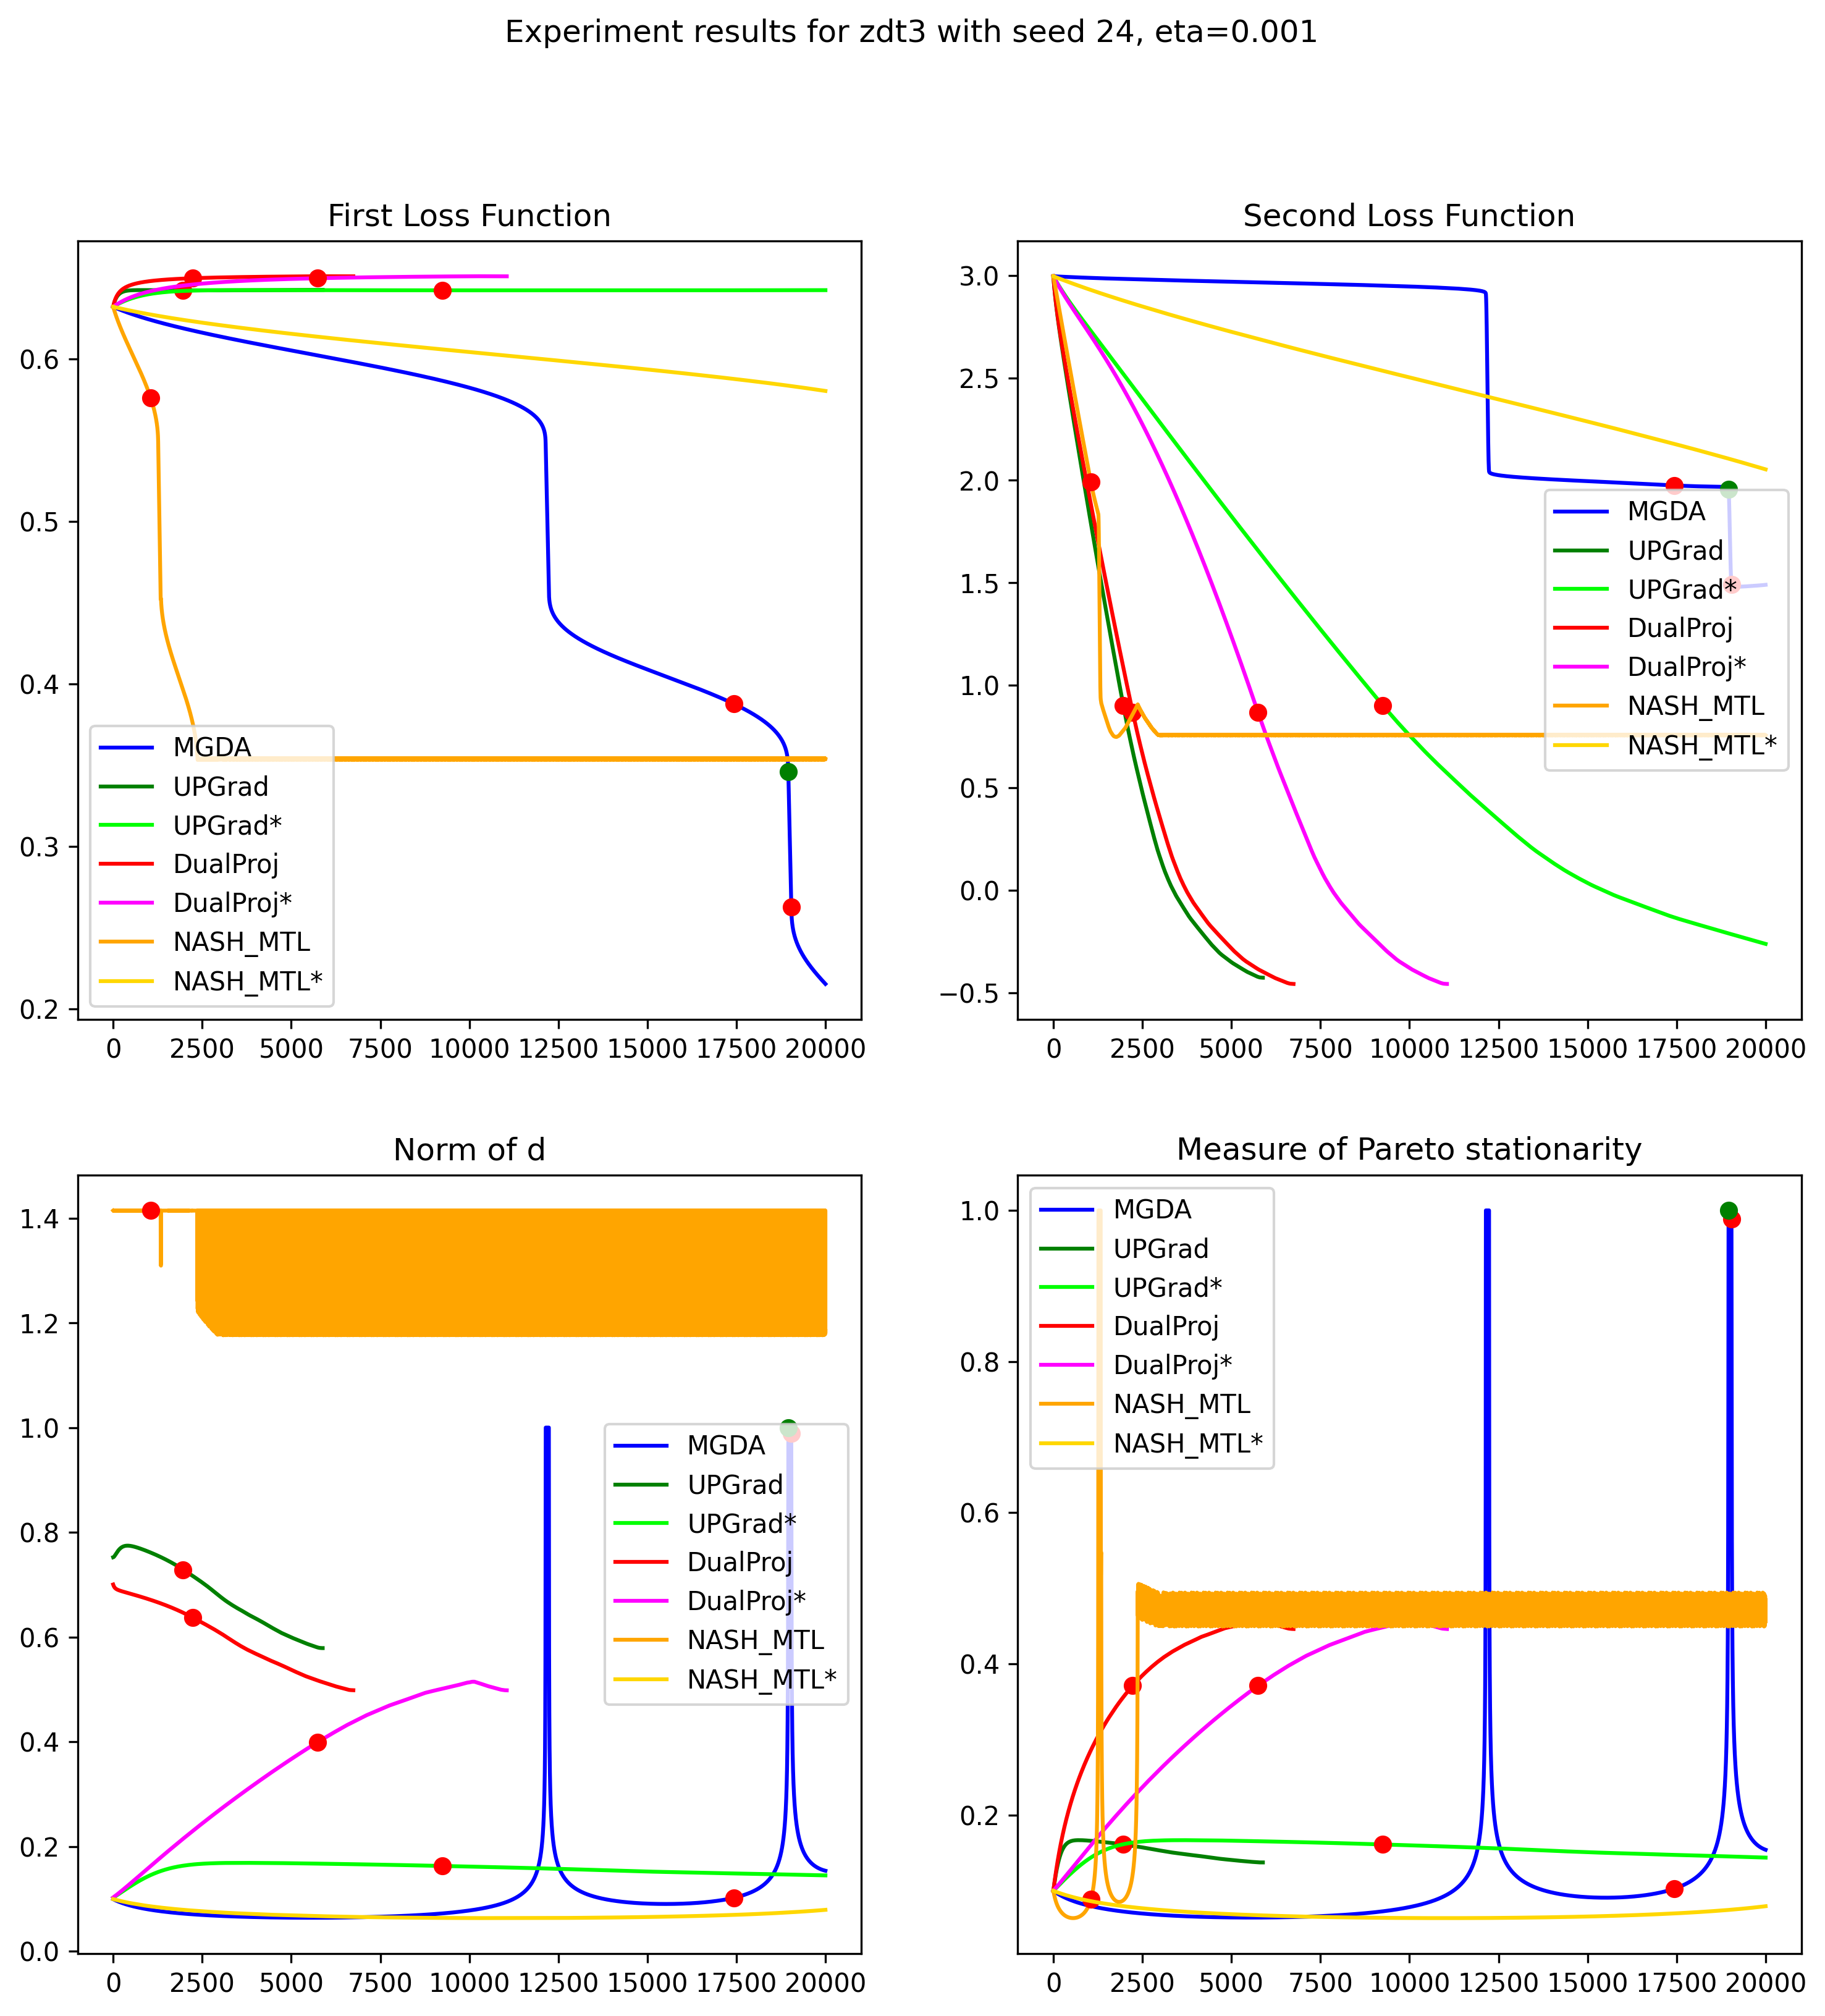 Experiment results for zdt3 with seed 24, eta=0.001
First Loss Function
0.6
0.5
0.4
0.3
0.2
0 2500 5000 7500 10000 12500 15000 17500 20000
MGDA
UPGrad
UPGrad*
DualProj
DualProj*
NASH_MTL
NASH_MTL*
Second Loss Function
3.0
2.5
2.0
1.5
1.0
0.5
0.0
−0.5
0 2500 5000 7500 10000 12500 15000 17500 20000
MGDA
UPGrad
UPGrad*
DualProj
DualProj*
NASH_MTL
NASH_MTL*
Norm of d
1.4
1.2
1.0
0.8
0.6
0.4
0.2
0.0
0 2500 5000 7500 10000 12500 15000 17500 20000
MGDA
UPGrad
UPGrad*
DualProj
DualProj*
NASH_MTL
NASH_MTL*
Measure of Pareto stationarity
1.0
0.8
0.6
0.4
0.2
0 2500 5000 7500 10000 12500 15000 17500 20000
MGDA
UPGrad
UPGrad*
DualProj
DualProj*
NASH_MTL
NASH_MTL*